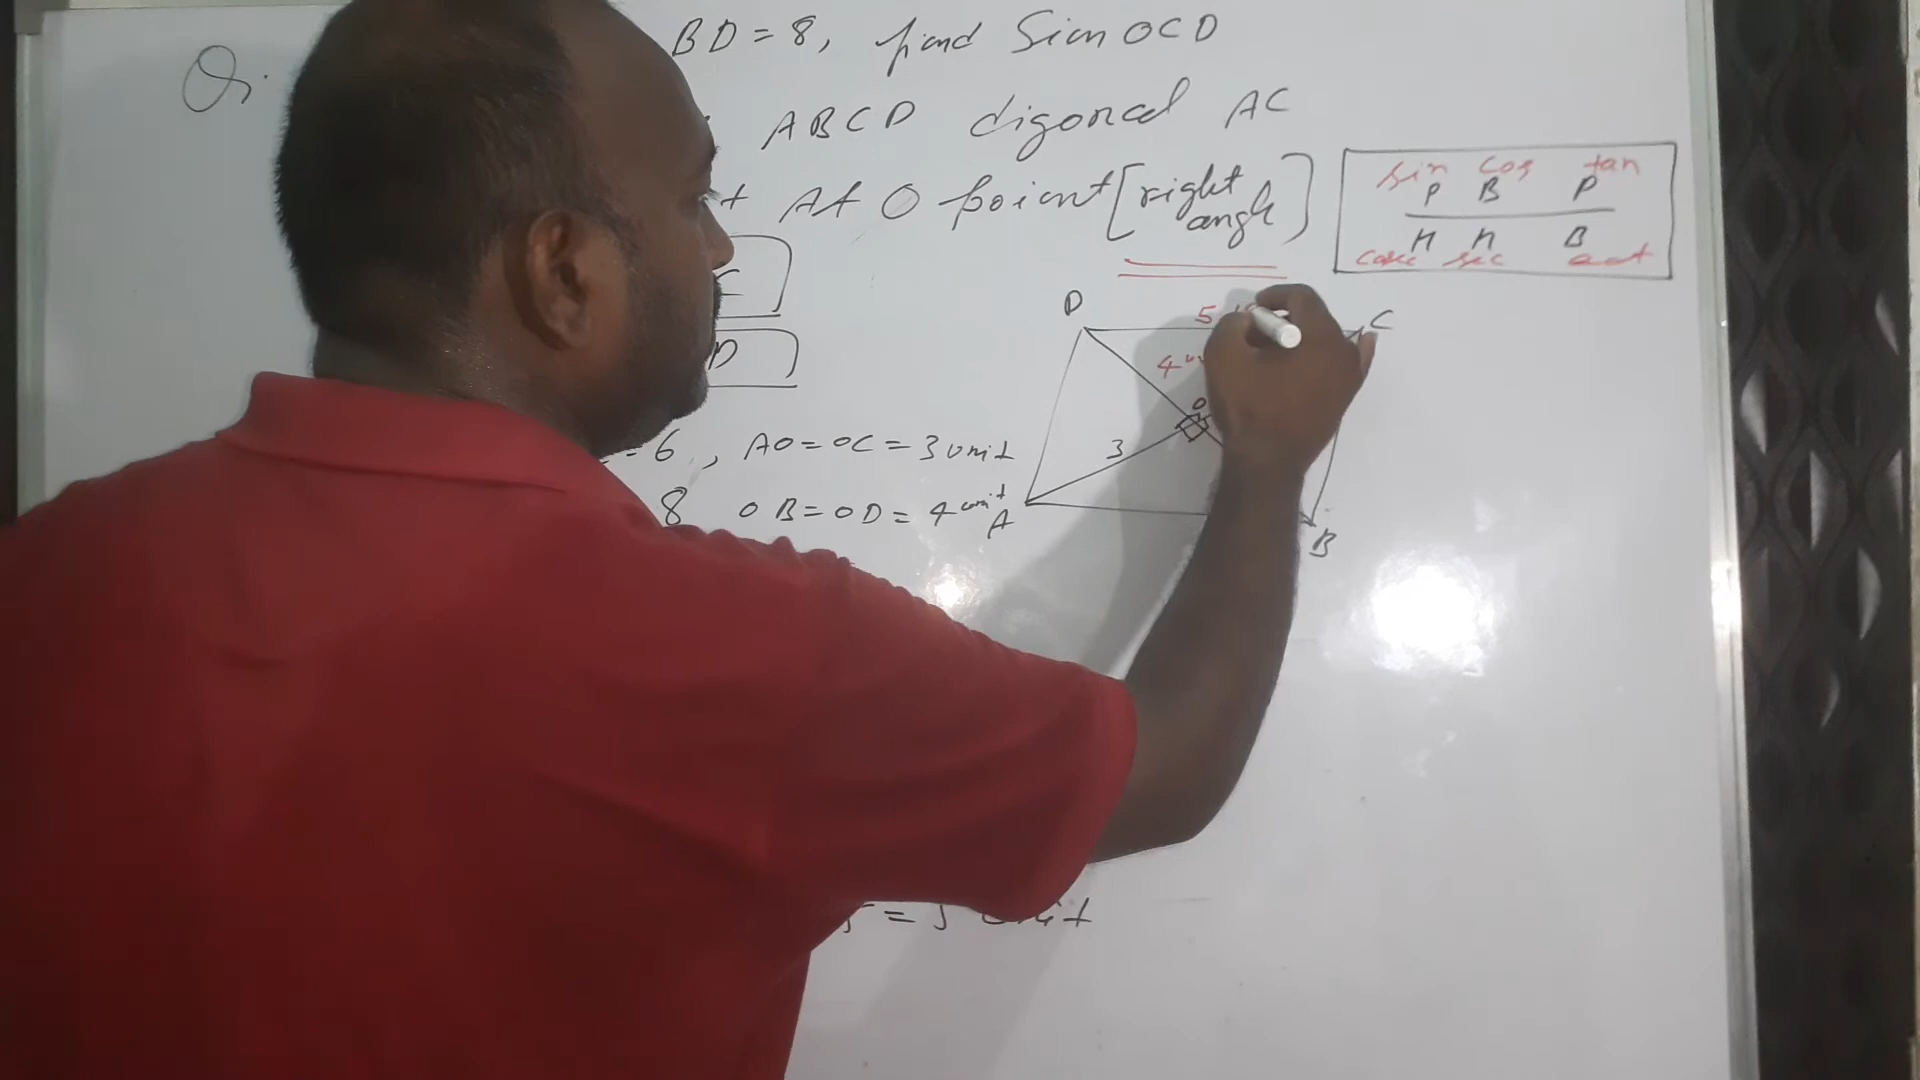 Q.
BD = 8, find Sin OCD
ABCD digonal AC
At O point [right angle]
sin cos tan
P B P
H H B
cosec sec cot
D
5
C
4
O
3
A
B
= 6, AO = OC = 3 unit
8 OB = OD = 4 unit
D
= 5 unit